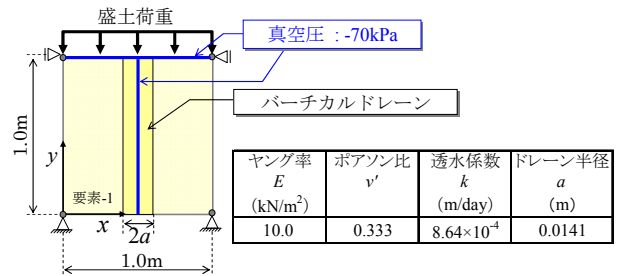 盛土荷重
真空圧 : -70kPa
バーチカルドレーン
1.0m
y
要素-1
x
2a
1.0m
ヤング率 ポアソン比 透水係数 ドレーン半径
E ν′ k a
(kN/m²) (m/day) (m)
10.0 0.333 8.64×10⁻⁴ 0.0141